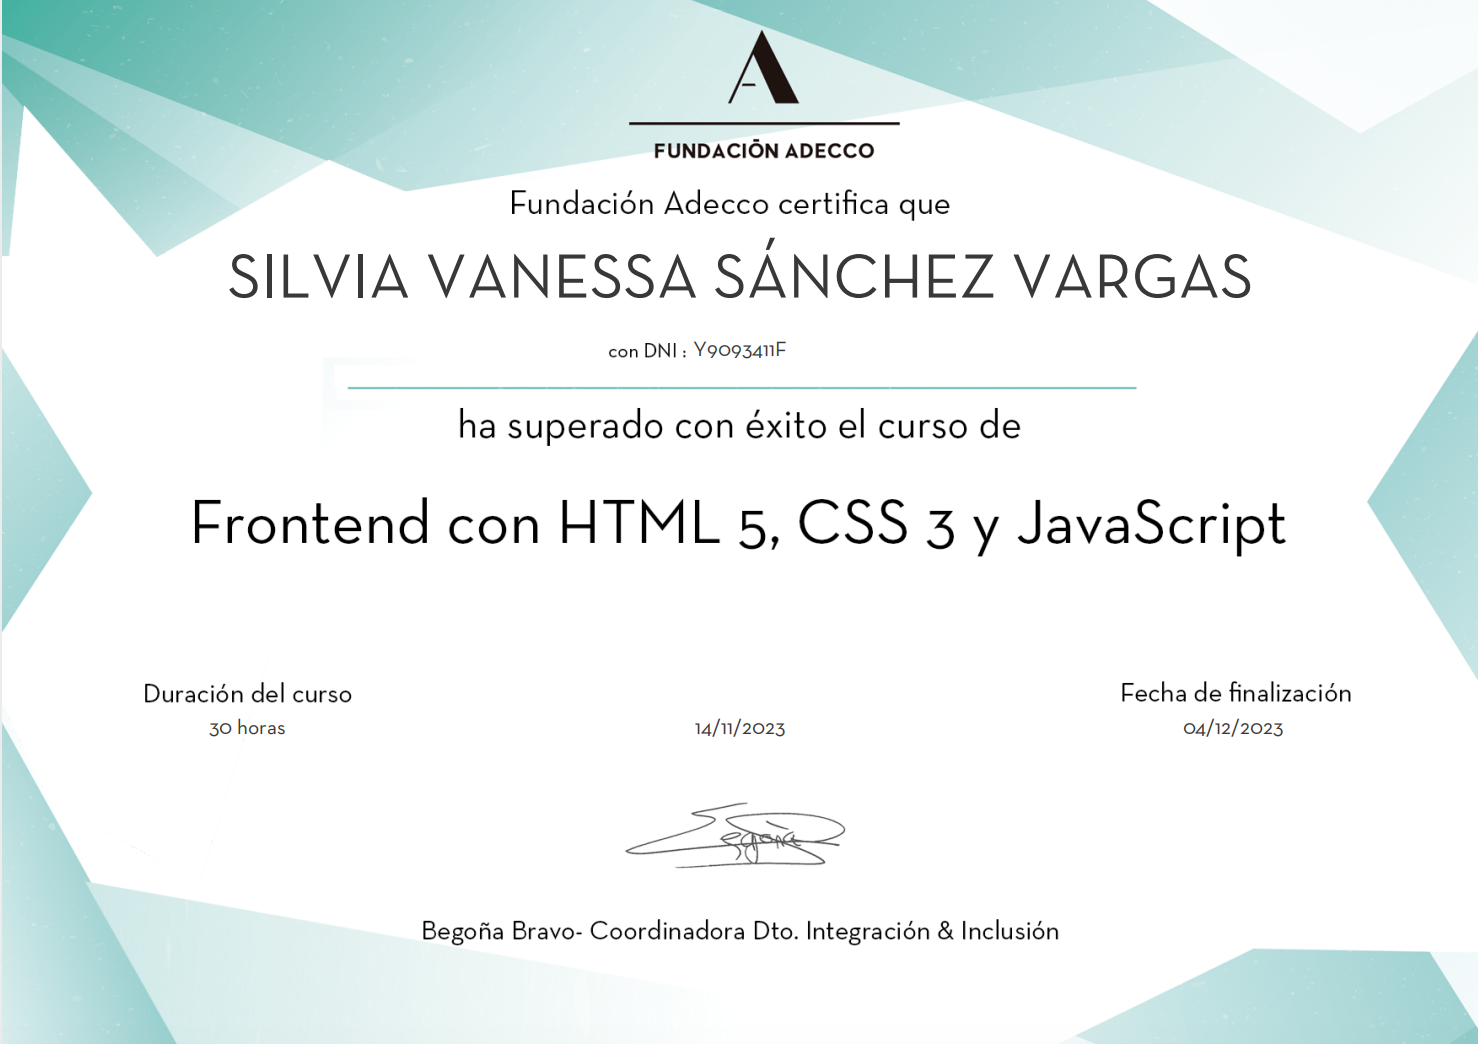 FUNDACIÓN ADECCO
Fundación Adecco certifica que
SILVIA VANESSA SÁNCHEZ VARGAS
con DNI : Y9093411F
ha superado con éxito el curso de
Frontend con HTML 5, CSS 3 y JavaScript
Duración del curso
30 horas
14/11/2023
Fecha de finalización
04/12/2023
Begoña
Begoña Bravo- Coordinadora Dto. Integración & Inclusión